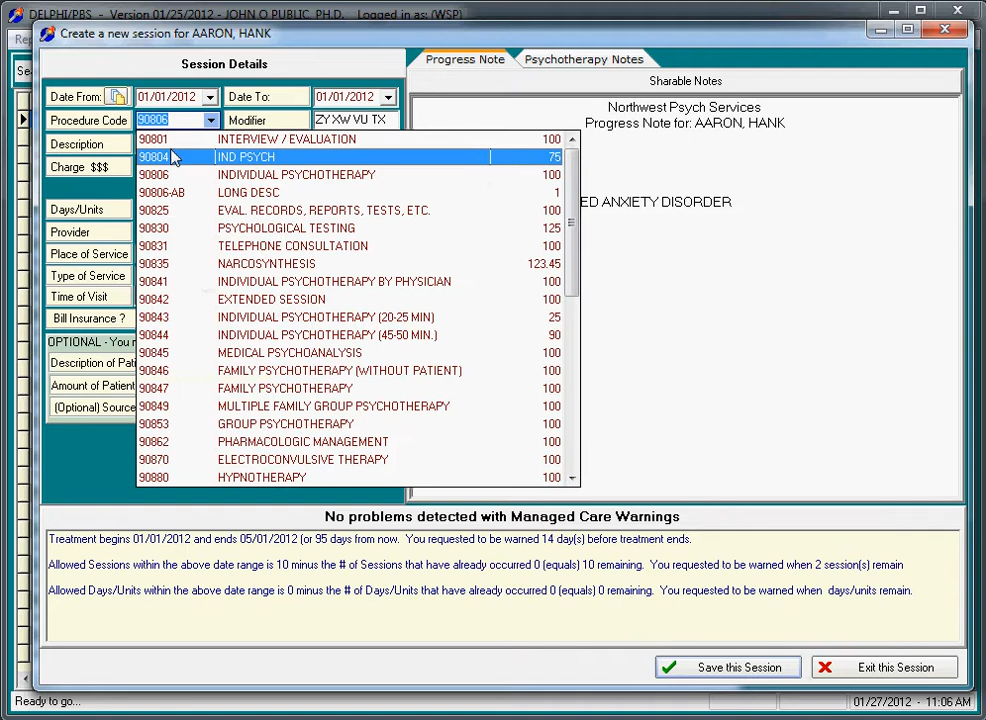 DELPHI/PBS - Version 01/25/2012 - JOHN Q PUBLIC, PH.D. Logged in as: (WSP)
Create a new session for AARON, HANK
Session Details
Progress Note
Psychotherapy Notes
Date From:
01/01/2012
Date To:
01/01/2012
Sharable Notes
Procedure Code
90806
Modifier
ZY XW VU TX
Northwest Psych Services
Progress Note for: AARON, HANK
ED ANXIETY DISORDER
Description
Charge $$$
Days/Units
Provider
Place of Service
Type of Service
Time of Visit
Bill Insurance ?
OPTIONAL - You
Description of Pati
Amount of Patient
(Optional) Source
90801 INTERVIEW / EVALUATION 100
90804 IND PSYCH 75
90806 INDIVIDUAL PSYCHOTHERAPY 100
90806-AB LONG DESC 1
90825 EVAL. RECORDS, REPORTS, TESTS, ETC. 100
90830 PSYCHOLOGICAL TESTING 125
90831 TELEPHONE CONSULTATION 100
90835 NARCOSYNTHESIS 123.45
90841 INDIVIDUAL PSYCHOTHERAPY BY PHYSICIAN 100
90842 EXTENDED SESSION 100
90843 INDIVIDUAL PSYCHOTHERAPY (20-25 MIN) 25
90844 INDIVIDUAL PSYCHOTHERAPY (45-50 MIN.) 90
90845 MEDICAL PSYCHOANALYSIS 100
90846 FAMILY PSYCHOTHERAPY (WITHOUT PATIENT) 100
90847 FAMILY PSYCHOTHERAPY 100
90849 MULTIPLE FAMILY GROUP PSYCHOTHERAPY 100
90853 GROUP PSYCHOTHERAPY 100
90862 PHARMACOLOGIC MANAGEMENT 100
90870 ELECTROCONVULSIVE THERAPY 100
90880 HYPNOTHERAPY 100
No problems detected with Managed Care Warnings
Treatment begins 01/01/2012 and ends 05/01/2012 (or 95 days from now. You requested to be warned 14 day(s) before treatment ends.
Allowed Sessions within the above date range is 10 minus the # of Sessions that have already occurred 0 (equals) 10 remaining. You requested to be warned when 2 session(s) remain
Allowed Days/Units within the above date range is 0 minus the # of Days/Units that have already occurred 0 (equals) 0 remaining. You requested to be warned when days/units remain.
Save this Session
Exit this Session
Ready to go...
01/27/2012 - 11:06 AM